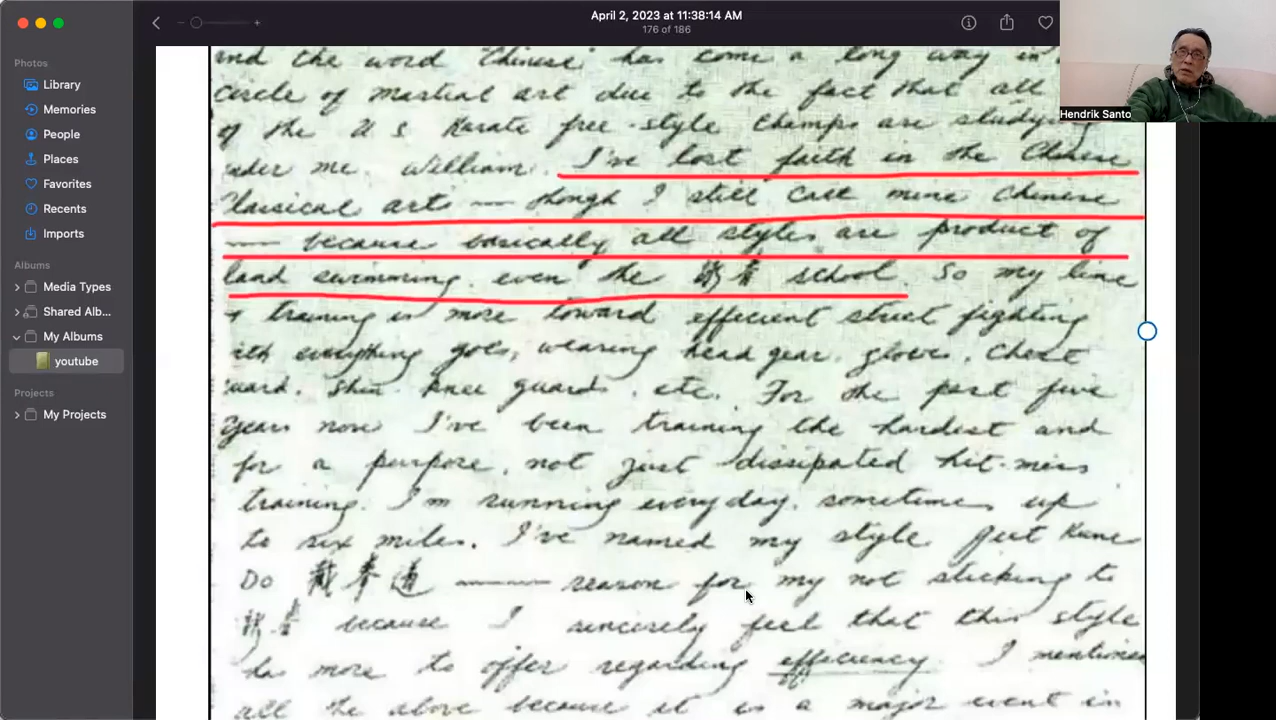 April 2, 2023 at 11:38:14 AM
176 of 186
Photos
Library
Memories
People
Places
Favorites
Recents
Imports
Albums
Media Types
Shared Alb...
My Albums
youtube
Projects
My Projects
Hendrik Santo
and the word Chinese has come a long way in
circle of martial art due to the fact that all
of the U S Karate free-style Champs are studying
under me. William. I've lost faith in the Chinese
Classical arts — though I still call mine Chinese
— because basically all styles are product of
land swimming. even the 詠春 school. So my line
of training is more toward efficient street fighting
with everything goes, wearing head gear, gloves, chest
guard, shin knee guards, etc. For the past five
years now I've been training the hardest and
for a purpose, not just dissipated hit-miss
training. I'm running every day, sometimes up
to six miles. I've named my style Jeet Kune
Do 截拳道 — reason for my not sticking to
詠春 because I sincerely feel that this style
has more to offer regarding efficiency. I mention
all the above because it is a major event in